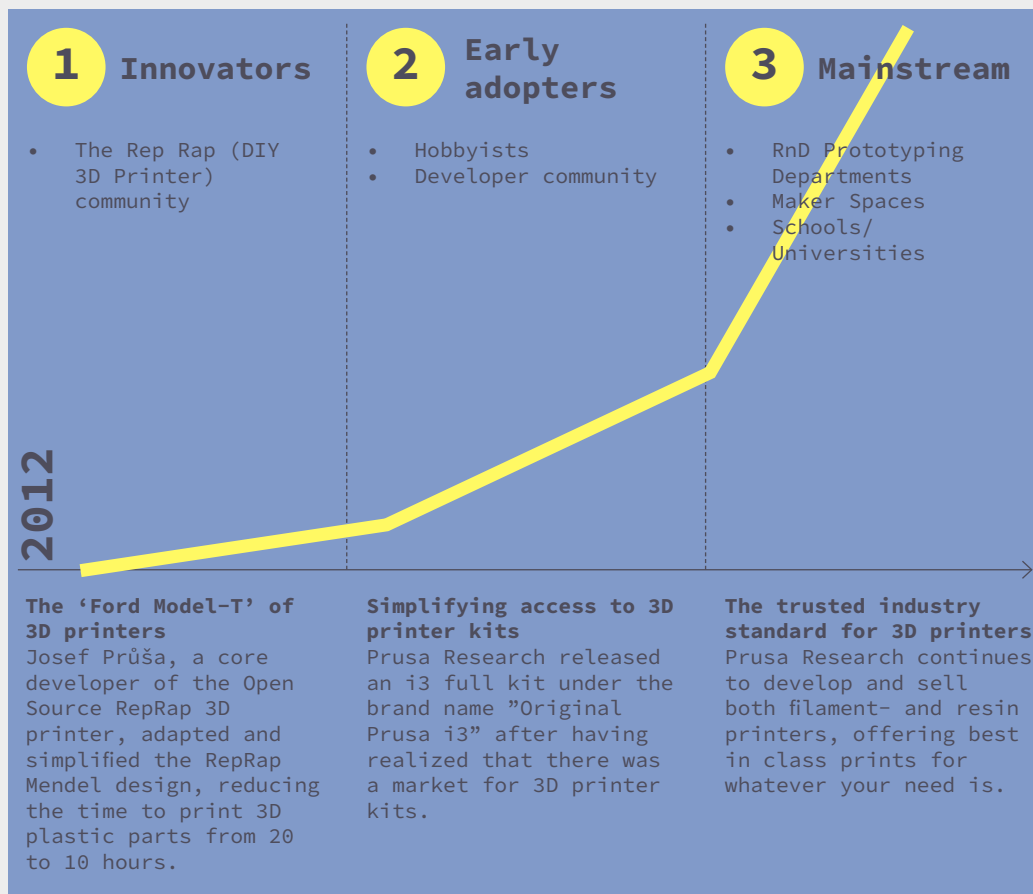 1 Innovators
• The Rep Rap (DIY
3D Printer)
community
2 Early
adopters
• Hobbyists
• Developer community
3 Mainstream
• RnD Prototyping
Departments
• Maker Spaces
• Schools/
Universities
2012
The ‘Ford Model-T’ of
3D printers
Josef Průša, a core
developer of the Open
Source RepRap 3D
printer, adapted and
simplified the RepRap
Mendel design, reducing
the time to print 3D
plastic parts from 20
to 10 hours.
Simplifying access to 3D
printer kits
Prusa Research released
an i3 full kit under the
brand name ”Original
Prusa i3” after having
realized that there was
a market for 3D printer
kits.
The trusted industry
standard for 3D printers
Prusa Research continues
to develop and sell
both filament- and resin
printers, offering best
in class prints for
whatever your need is.